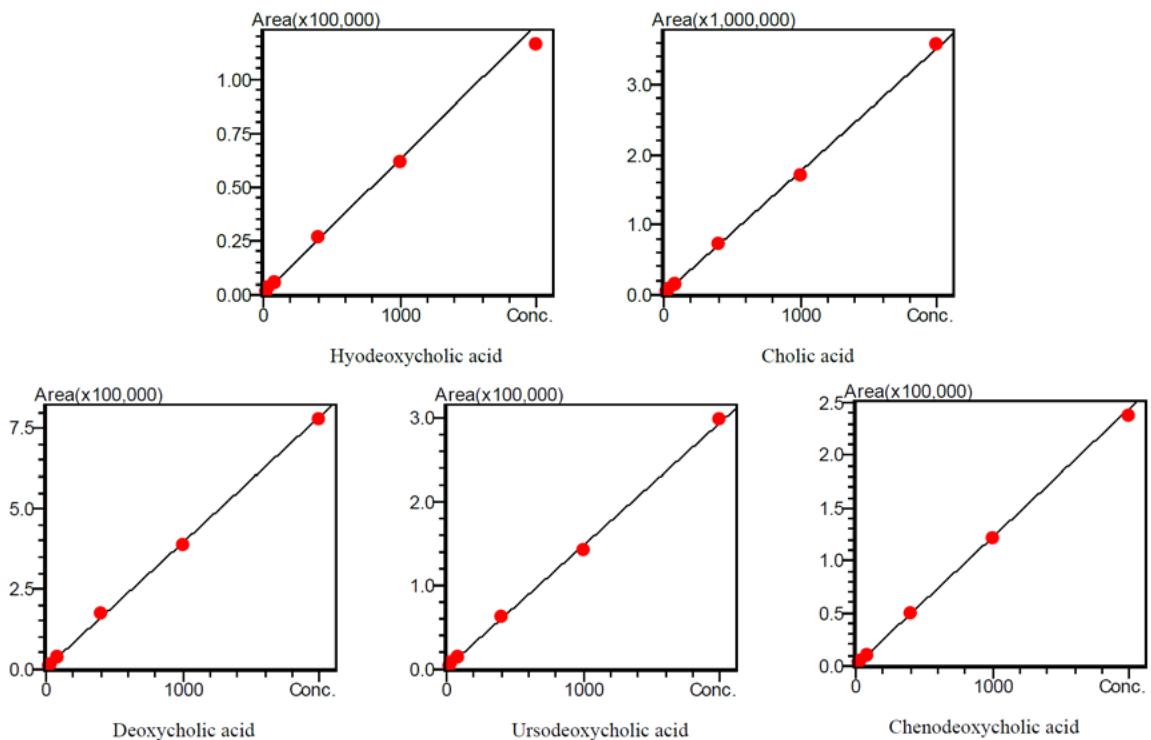 Area(x100,000)
1.00
0.75
0.50
0.25
0.00
0 1000 Conc.
Hyodeoxycholic acid
Area(x1,000,000)
3.0
2.0
1.0
0.0
0 1000 Conc.
Cholic acid
Area(x100,000)
7.5
5.0
2.5
0.0
0 1000 Conc.
Deoxycholic acid
Area(x100,000)
3.0
2.0
1.0
0.0
0 1000 Conc.
Ursodeoxycholic acid
Area(x100,000)
2.5
2.0
1.5
1.0
0.5
0.0
0 1000 Conc.
Chenodeoxycholic acid